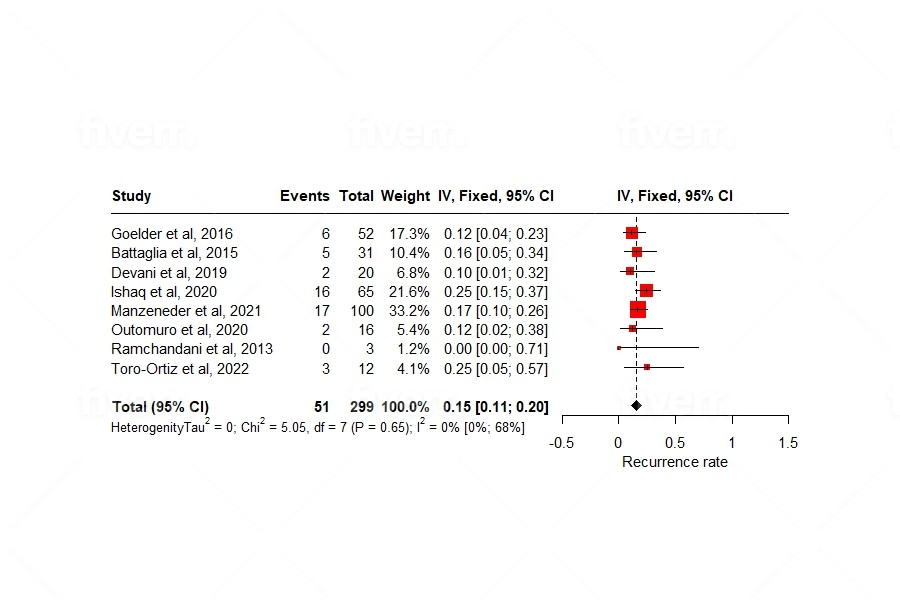 fiverr. fiverr. fiverr.
Study Events Total Weight IV, Fixed, 95% CI IV, Fixed, 95% CI
Goelder et al, 2016 6 52 17.3% 0.12 [0.04; 0.23]
Battaglia et al, 2015 5 31 10.4% 0.16 [0.05; 0.34]
Devani et al, 2019 2 20 6.8% 0.10 [0.01; 0.32]
Ishaq et al, 2020 16 65 21.6% 0.25 [0.15; 0.37]
Manzeneder et al, 2021 17 100 33.2% 0.17 [0.10; 0.26]
Outomuro et al, 2020 2 16 5.4% 0.12 [0.02; 0.38]
Ramchandani et al, 2013 0 3 1.2% 0.00 [0.00; 0.71]
Toro-Ortiz et al, 2022 3 12 4.1% 0.25 [0.05; 0.57]
fiverr. fiverr. fiverr.
Total (95% CI) 51 299 100.0% 0.15 [0.11; 0.20]
HeterogenityTau² = 0; Chi² = 5.05, df = 7 (P = 0.65); I² = 0% [0%; 68%]
-0.5 0 0.5 1 1.5
Recurrence rate